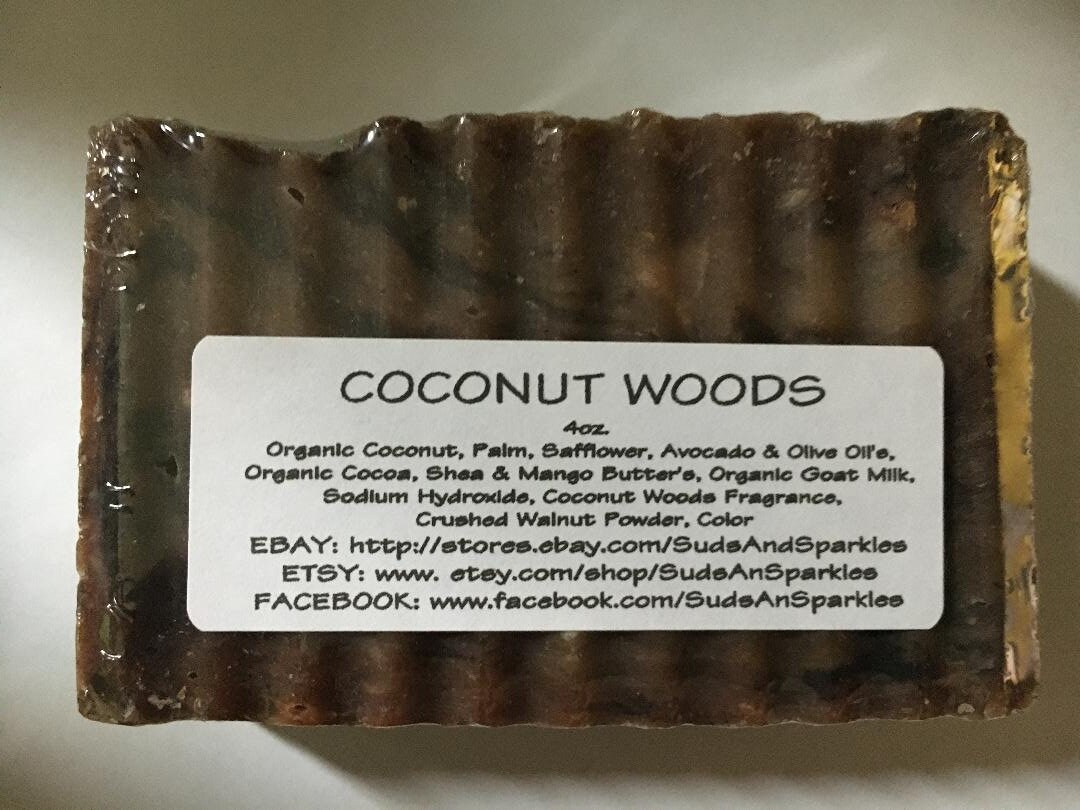 COCONUT WOODS
4oz.
Organic Coconut, Palm, Safflower, Avocado & Olive Oil's,
Organic Cocoa, Shea & Mango Butter's, Organic Goat Milk,
Sodium Hydroxide, Coconut Woods Fragrance,
Crushed Walnut Powder, Color
EBAY: http://stores.ebay.com/SudsAndSparkles
ETSY: www. etsy.com/shop/SudsAnSparkles
FACEBOOK: www.facebook.com/SudsAnSparkles